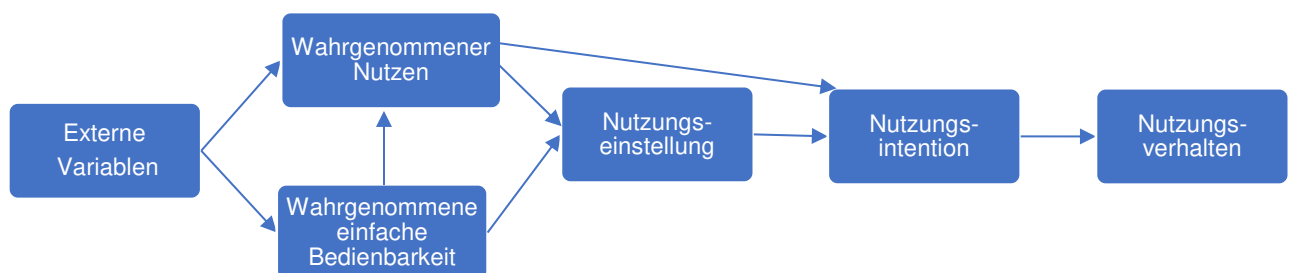 Wahrgenommener
Nutzen
Externe
Variablen
Nutzungs-
einstellung
Nutzungs-
intention
Nutzungs-
verhalten
Wahrgenommene
einfache
Bedienbarkeit